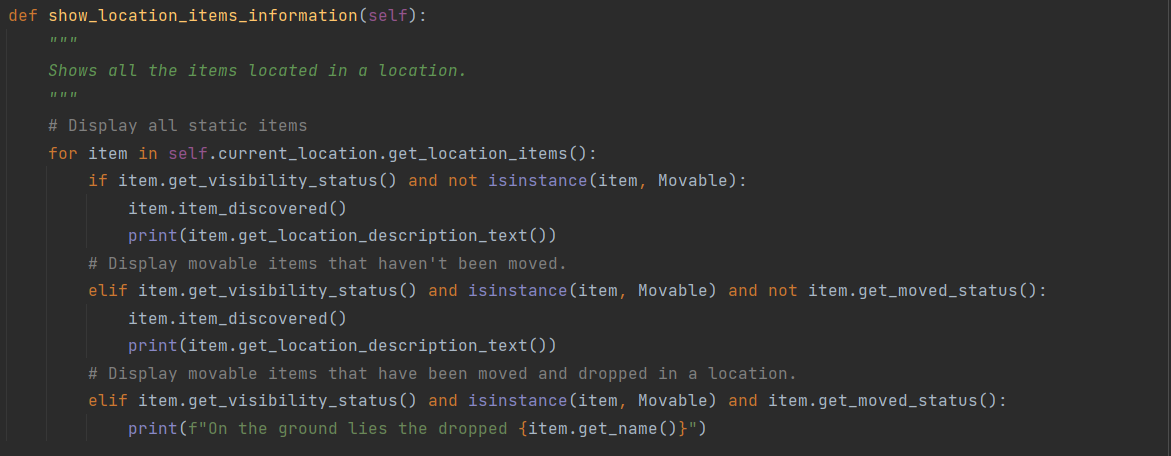 def show_location_items_information(self):
    """
    Shows all the items located in a location.
    """
    # Display all static items
    for item in self.current_location.get_location_items():
        if item.get_visibility_status() and not isinstance(item, Movable):
            item.item_discovered()
            print(item.get_location_description_text())
        # Display movable items that haven't been moved.
        elif item.get_visibility_status() and isinstance(item, Movable) and not item.get_moved_status():
            item.item_discovered()
            print(item.get_location_description_text())
        # Display movable items that have been moved and dropped in a location.
        elif item.get_visibility_status() and isinstance(item, Movable) and item.get_moved_status():
            print(f"On the ground lies the dropped {item.get_name()}")